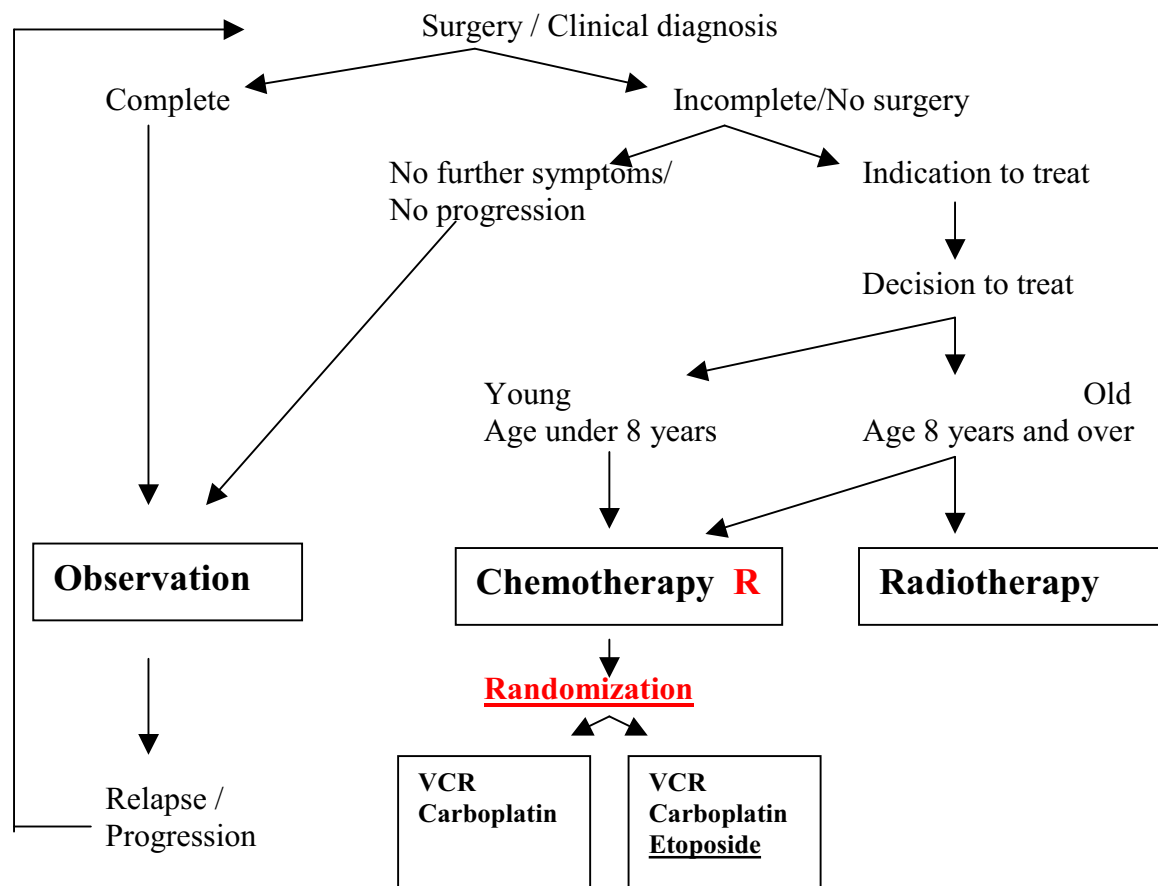 Surgery / Clinical diagnosis
Complete
Incomplete/No surgery
No further symptoms/
No progression
Indication to treat
Decision to treat
Young
Age under 8 years
Old
Age 8 years and over
Observation
Chemotherapy R
Radiotherapy
Randomization
Relapse /
Progression
VCR
Carboplatin
VCR
Carboplatin
Etoposide